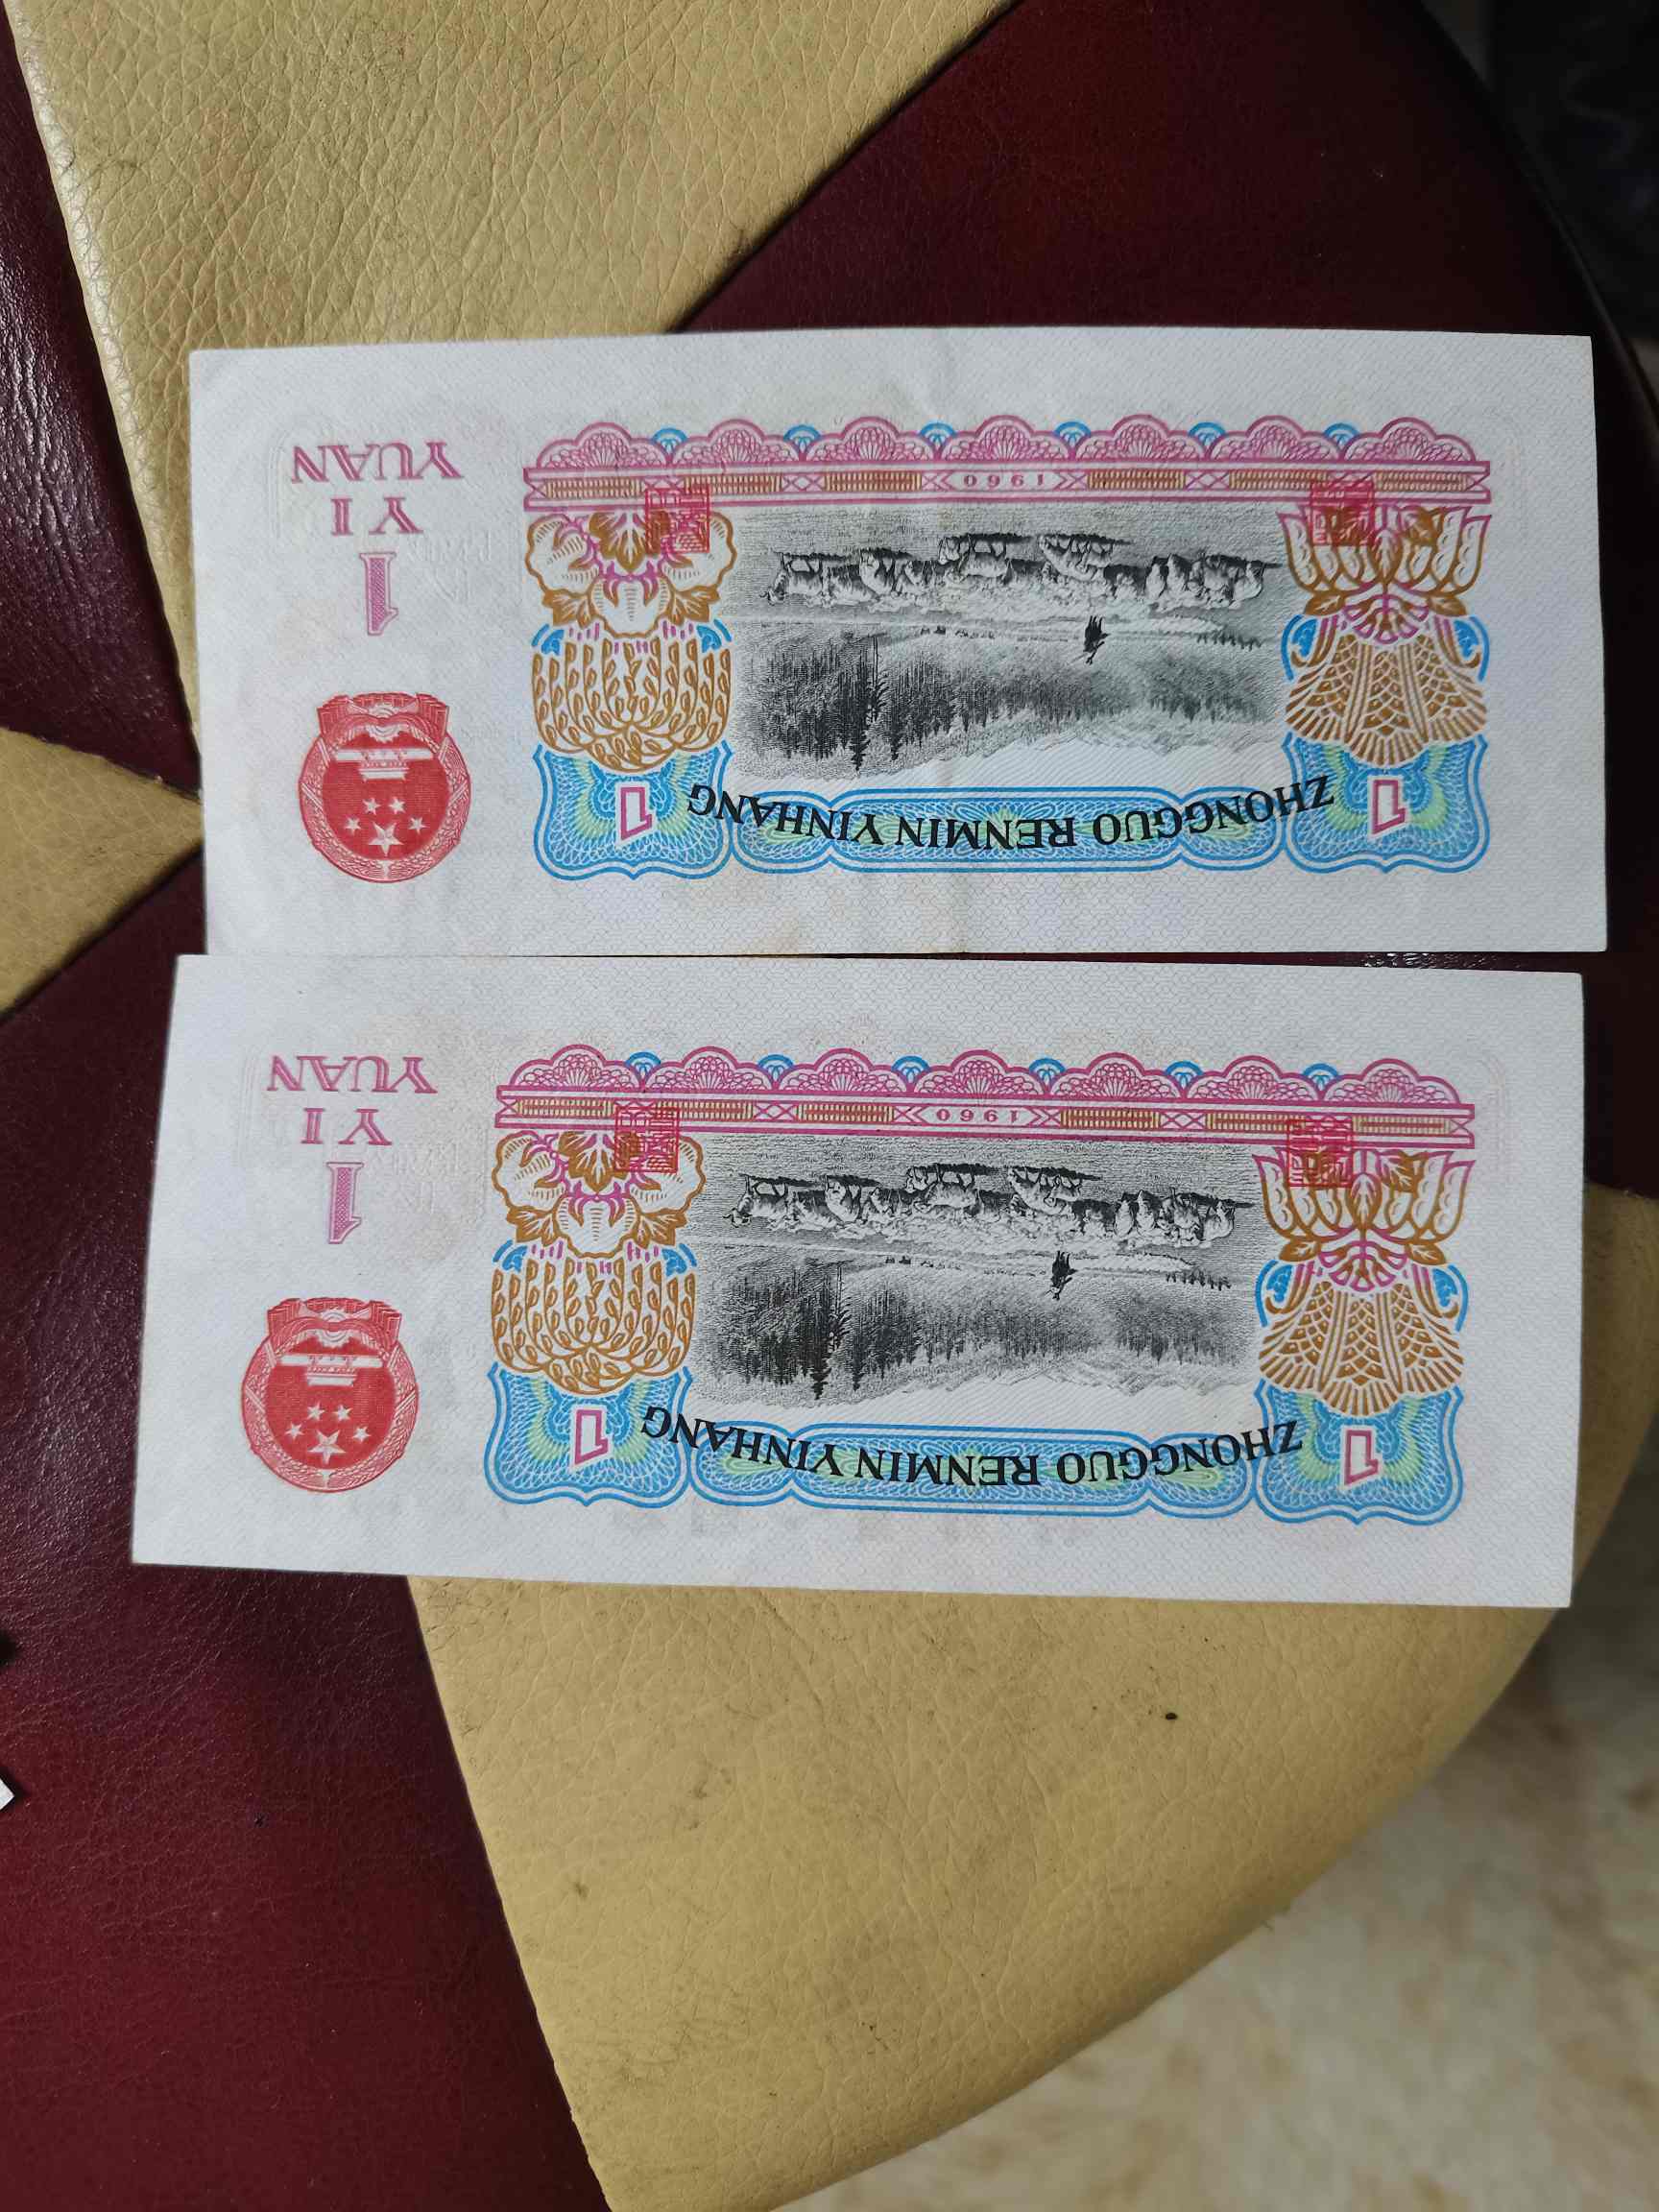 ZHONGGUO RENMIN YINHANG
1
1
1
YI
YUAN
1960
ZHONGGUO RENMIN YINHANG
1
1
1
YI
YUAN
1960